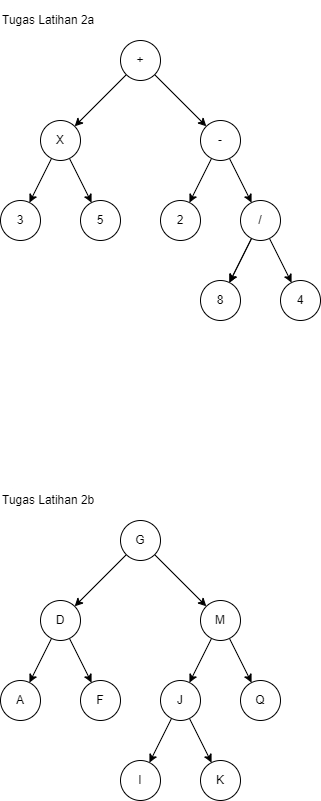 Tugas Latihan 2a
+
X -
3 5 2 /
8 4
Tugas Latihan 2b
G
D M
A F J Q
I K